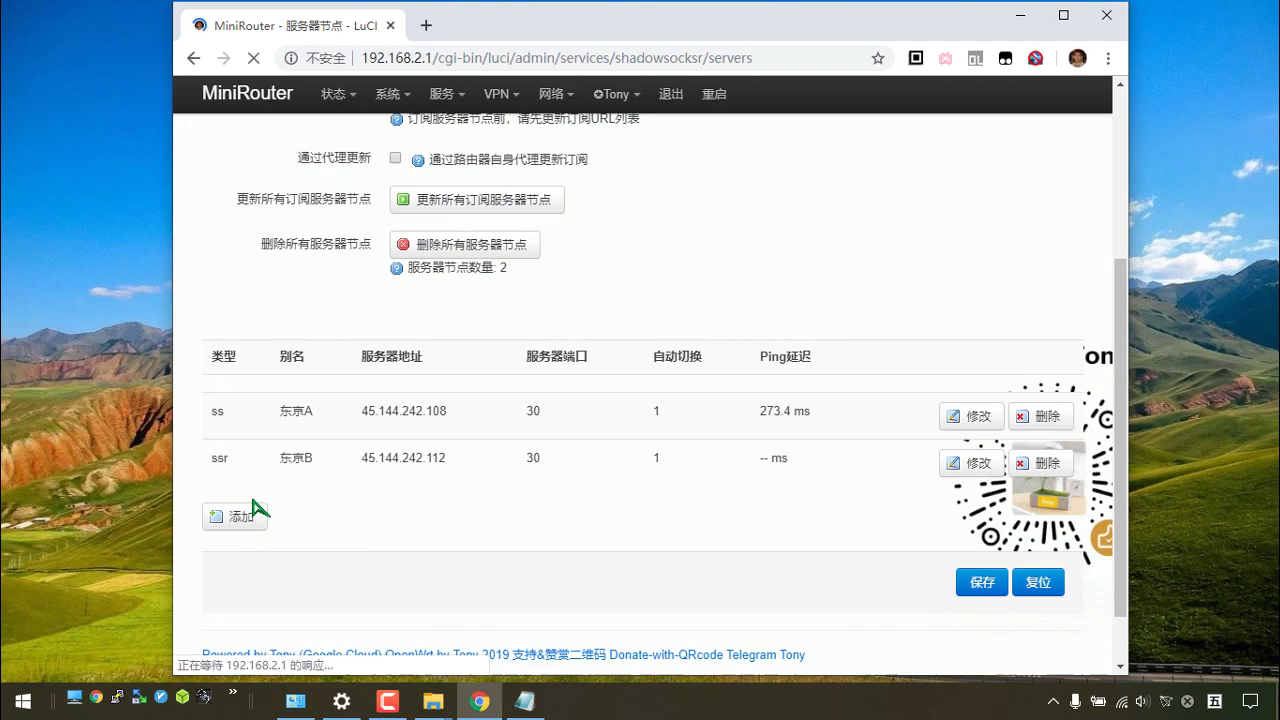 MiniRouter - 服务器节点 - LuCI
不安全 192.168.2.1/cgi-bin/luci/admin/services/shadowsocksr/servers
MiniRouter 状态 系统 服务 VPN 网络 ✪Tony 退出 重启
订阅服务器节点前，请先更新订阅URL列表
通过代理更新 通过路由器自身代理更新订阅
更新所有订阅服务器节点 更新所有订阅服务器节点
删除所有服务器节点 删除所有服务器节点
服务器节点数量: 2
类型 别名 服务器地址 服务器端口 自动切换 Ping延迟
ss 东京A 45.144.242.108 30 1 273.4 ms 修改 删除
ssr 东京B 45.144.242.112 30 1 -- ms 修改 删除
添加
保存 复位
Powered by Tony (Google Cloud) OpenWrt by Tony 2019 支持&赞赏二维码 Donate-with-QRcode Telegram Tony
正在等待 192.168.2.1 的响应...
五